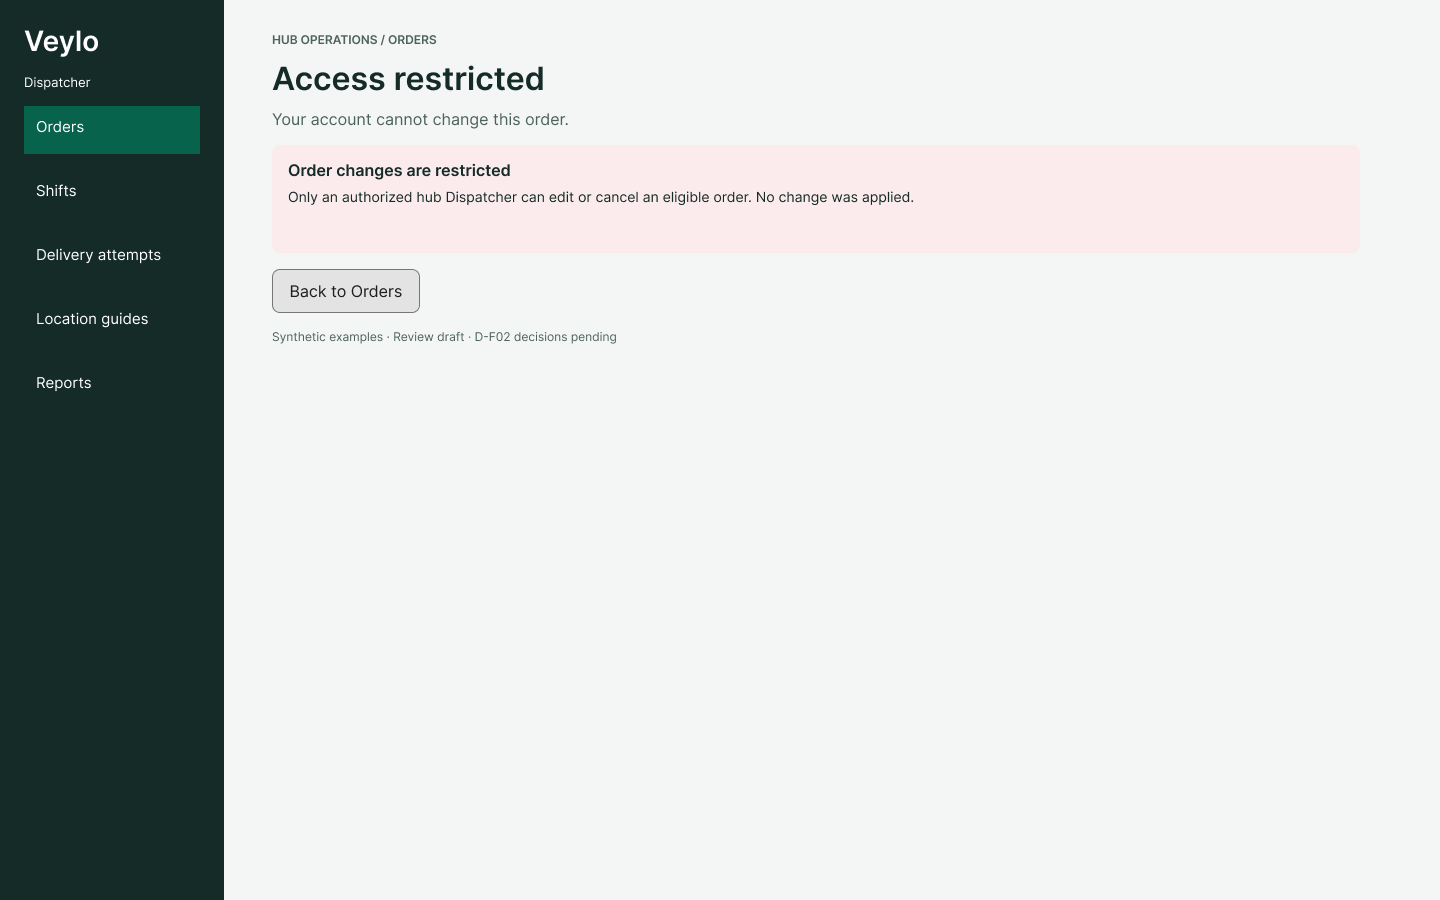 Veylo
Dispatcher
Orders
Shifts
Delivery attempts
Location guides
Reports
HUB OPERATIONS / ORDERS
Access restricted
Your account cannot change this order.
Order changes are restricted
Only an authorized hub Dispatcher can edit or cancel an eligible order. No change was applied.
Back to Orders
Synthetic examples · Review draft · D-F02 decisions pending